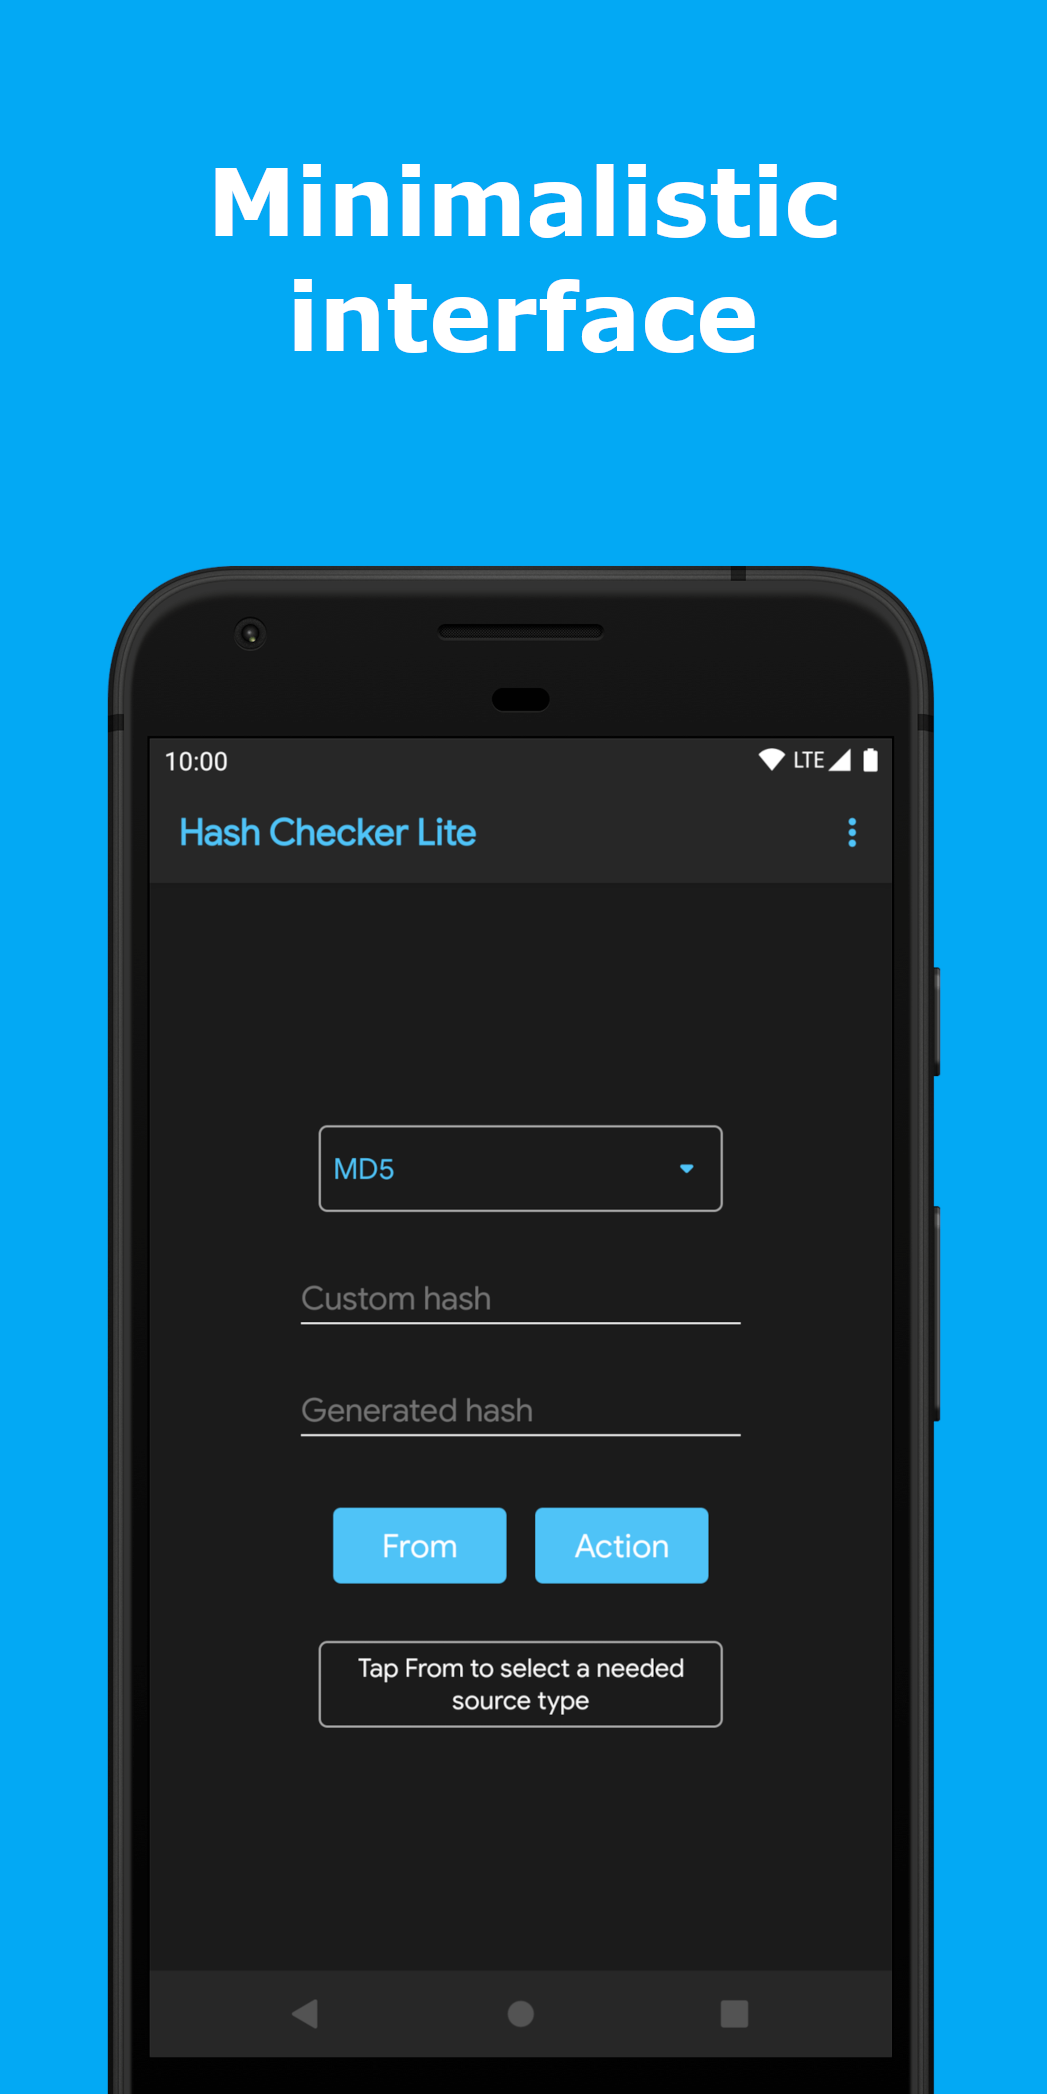 Minimalistic
interface
10:00 LTE
Hash Checker Lite
MD5
Custom hash
Generated hash
From Action
Tap From to select a needed
source type